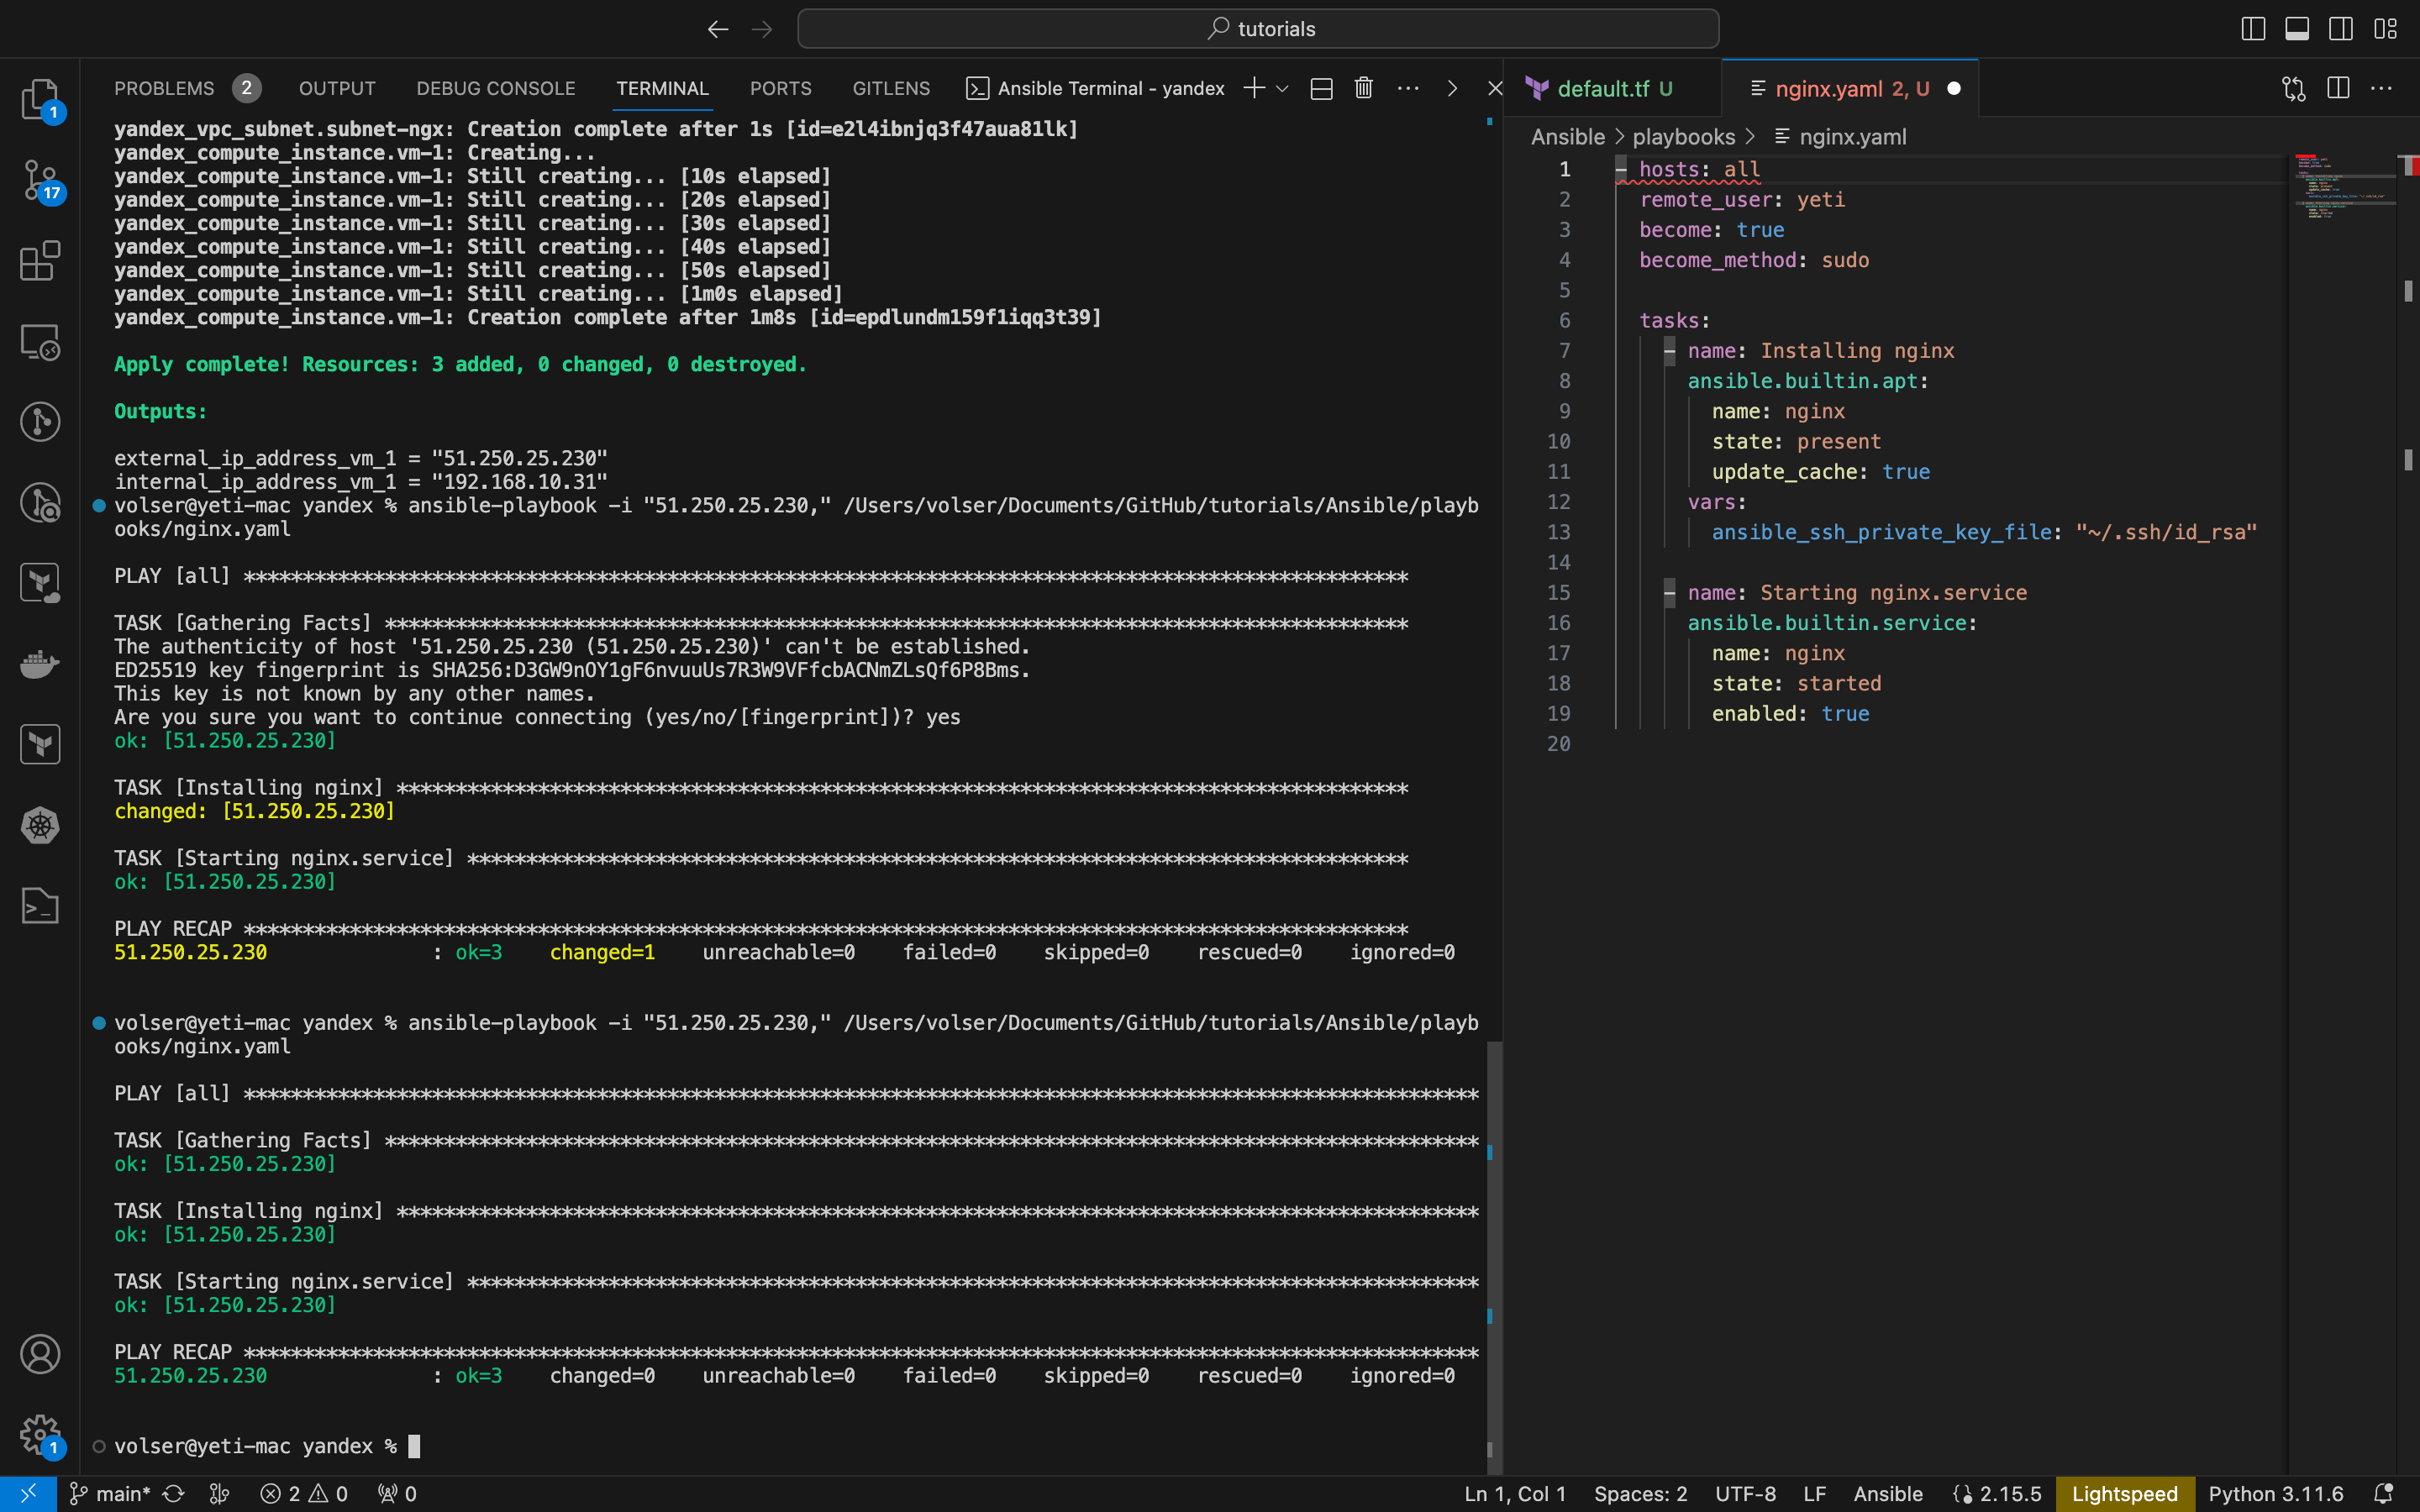 tutorials
PROBLEMS 2 OUTPUT DEBUG CONSOLE TERMINAL PORTS GITLENS Ansible Terminal - yandex
1
17
1
yandex_vpc_subnet.subnet-ngx: Creation complete after 1s [id=e2l4ibnjq3f47aua81lk]
yandex_compute_instance.vm-1: Creating...
yandex_compute_instance.vm-1: Still creating... [10s elapsed]
yandex_compute_instance.vm-1: Still creating... [20s elapsed]
yandex_compute_instance.vm-1: Still creating... [30s elapsed]
yandex_compute_instance.vm-1: Still creating... [40s elapsed]
yandex_compute_instance.vm-1: Still creating... [50s elapsed]
yandex_compute_instance.vm-1: Still creating... [1m0s elapsed]
yandex_compute_instance.vm-1: Creation complete after 1m8s [id=epdlundm159f1iqq3t39]
Apply complete! Resources: 3 added, 0 changed, 0 destroyed.
Outputs:
external_ip_address_vm_1 = "51.250.25.230"
internal_ip_address_vm_1 = "192.168.10.31"
volser@yeti-mac yandex % ansible-playbook -i "51.250.25.230," /Users/volser/Documents/GitHub/tutorials/Ansible/playb
ooks/nginx.yaml
PLAY [all] ***************************************************************************************************
TASK [Gathering Facts] ***************************************************************************************
The authenticity of host '51.250.25.230 (51.250.25.230)' can't be established.
ED25519 key fingerprint is SHA256:D3GW9nOY1gF6nvuuUs7R3W9VFfcbACNmZLsQf6P8Bms.
This key is not known by any other names.
Are you sure you want to continue connecting (yes/no/[fingerprint])? yes
ok: [51.250.25.230]
TASK [Installing nginx] **************************************************************************************
changed: [51.250.25.230]
TASK [Starting nginx.service] ********************************************************************************
ok: [51.250.25.230]
PLAY RECAP ***************************************************************************************************
51.250.25.230 : ok=3 changed=1 unreachable=0 failed=0 skipped=0 rescued=0 ignored=0
volser@yeti-mac yandex % ansible-playbook -i "51.250.25.230," /Users/volser/Documents/GitHub/tutorials/Ansible/playb
ooks/nginx.yaml
PLAY [all] *********************************************************************************************************
TASK [Gathering Facts] *********************************************************************************************
ok: [51.250.25.230]
TASK [Installing nginx] ********************************************************************************************
ok: [51.250.25.230]
TASK [Starting nginx.service] **************************************************************************************
ok: [51.250.25.230]
PLAY RECAP *********************************************************************************************************
51.250.25.230 : ok=3 changed=0 unreachable=0 failed=0 skipped=0 rescued=0 ignored=0
volser@yeti-mac yandex %
default.tf U nginx.yaml 2, U
Ansible > playbooks > nginx.yaml
1 - hosts: all
2 remote_user: yeti
3 become: true
4 become_method: sudo
5
6 tasks:
7 - name: Installing nginx
8 ansible.builtin.apt:
9 name: nginx
10 state: present
11 update_cache: true
12 vars:
13 ansible_ssh_private_key_file: "~/.ssh/id_rsa"
14
15 - name: Starting nginx.service
16 ansible.builtin.service:
17 name: nginx
18 state: started
19 enabled: true
20
main* 2 0 0 Ln 1, Col 1 Spaces: 2 UTF-8 LF Ansible 2.15.5 Lightspeed Python 3.11.6